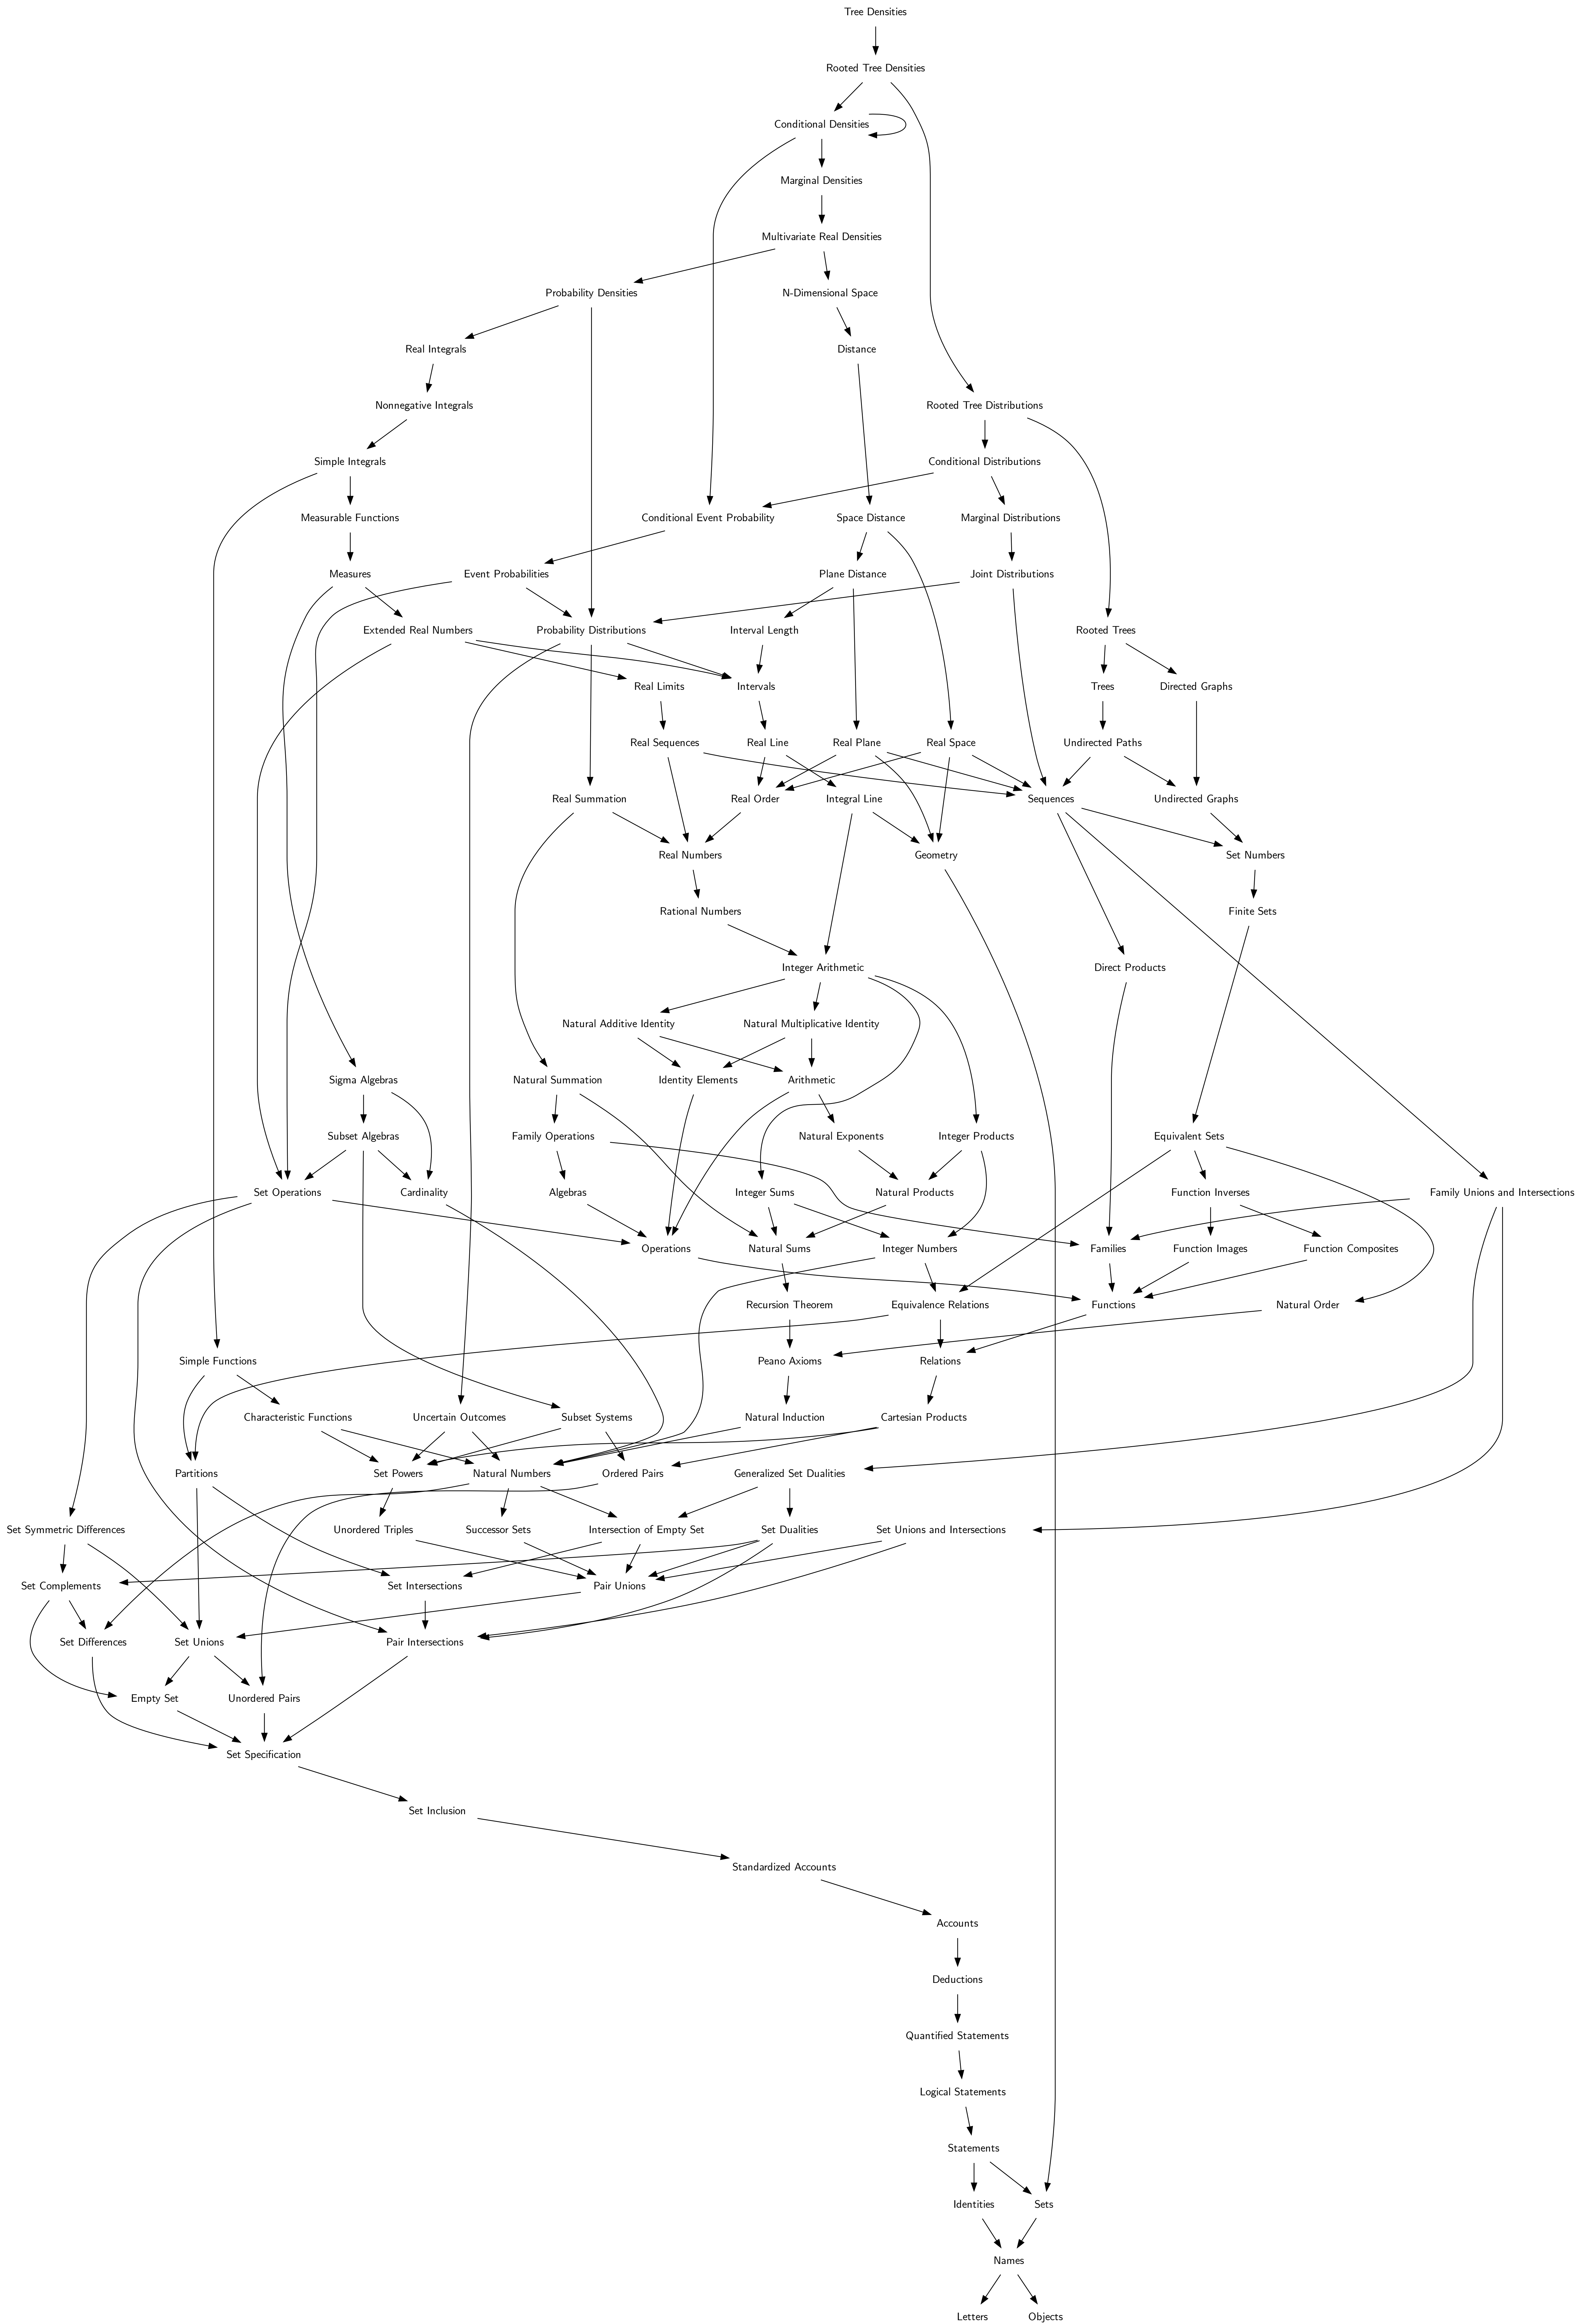 Tree Densities
Rooted Tree Densities
Conditional Densities
Marginal Densities
Multivariate Real Densities
Probability Densities
N-Dimensional Space
Real Integrals
Distance
Nonnegative Integrals
Rooted Tree Distributions
Simple Integrals
Conditional Distributions
Measurable Functions
Conditional Event Probability
Space Distance
Marginal Distributions
Measures
Event Probabilities
Plane Distance
Joint Distributions
Extended Real Numbers
Probability Distributions
Interval Length
Rooted Trees
Real Limits
Intervals
Trees
Directed Graphs
Real Sequences
Real Line
Real Plane
Real Space
Undirected Paths
Real Summation
Real Order
Integral Line
Sequences
Undirected Graphs
Real Numbers
Geometry
Set Numbers
Rational Numbers
Finite Sets
Integer Arithmetic
Direct Products
Natural Additive Identity
Natural Multiplicative Identity
Sigma Algebras
Natural Summation
Identity Elements
Arithmetic
Subset Algebras
Family Operations
Natural Exponents
Integer Products
Equivalent Sets
Set Operations
Cardinality
Algebras
Integer Sums
Natural Products
Function Inverses
Family Unions and Intersections
Operations
Natural Sums
Integer Numbers
Families
Function Images
Function Composites
Recursion Theorem
Equivalence Relations
Functions
Natural Order
Simple Functions
Peano Axioms
Relations
Characteristic Functions
Uncertain Outcomes
Subset Systems
Natural Induction
Cartesian Products
Partitions
Set Powers
Natural Numbers
Ordered Pairs
Generalized Set Dualities
Set Symmetric Differences
Unordered Triples
Successor Sets
Intersection of Empty Set
Set Dualities
Set Unions and Intersections
Set Complements
Set Intersections
Pair Unions
Set Differences
Set Unions
Pair Intersections
Empty Set
Unordered Pairs
Set Specification
Set Inclusion
Standardized Accounts
Accounts
Deductions
Quantified Statements
Logical Statements
Statements
Identities
Sets
Names
Letters
Objects